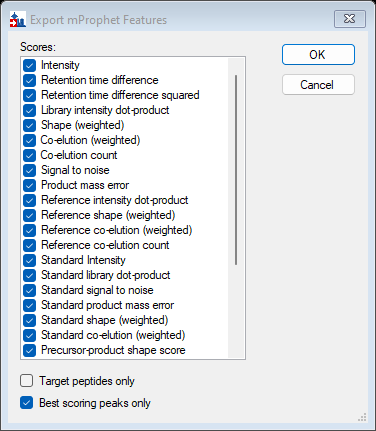 Export mProphet Features
Scores:
OK
Cancel
Intensity
Retention time difference
Retention time difference squared
Library intensity dot-product
Shape (weighted)
Co-elution (weighted)
Co-elution count
Signal to noise
Product mass error
Reference intensity dot-product
Reference shape (weighted)
Reference co-elution (weighted)
Reference co-elution count
Standard Intensity
Standard library dot-product
Standard signal to noise
Standard product mass error
Standard shape (weighted)
Standard co-elution (weighted)
Precursor-product shape score
Target peptides only
Best scoring peaks only